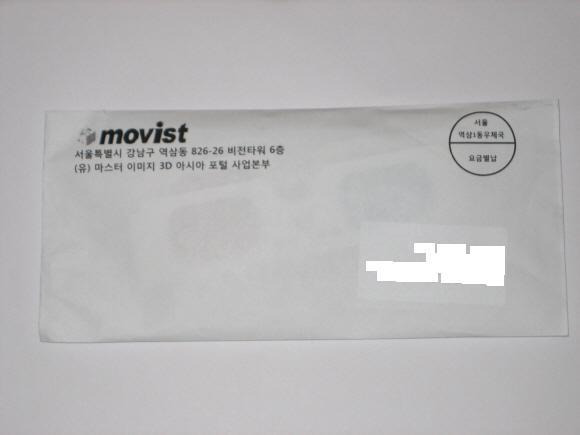 movist
서울특별시 강남구 역삼동 826-26 비전타워 6층
(유) 마스터 이미지 3D 아시아 포털 사업본부
서울
역삼1동우체국
요금별납